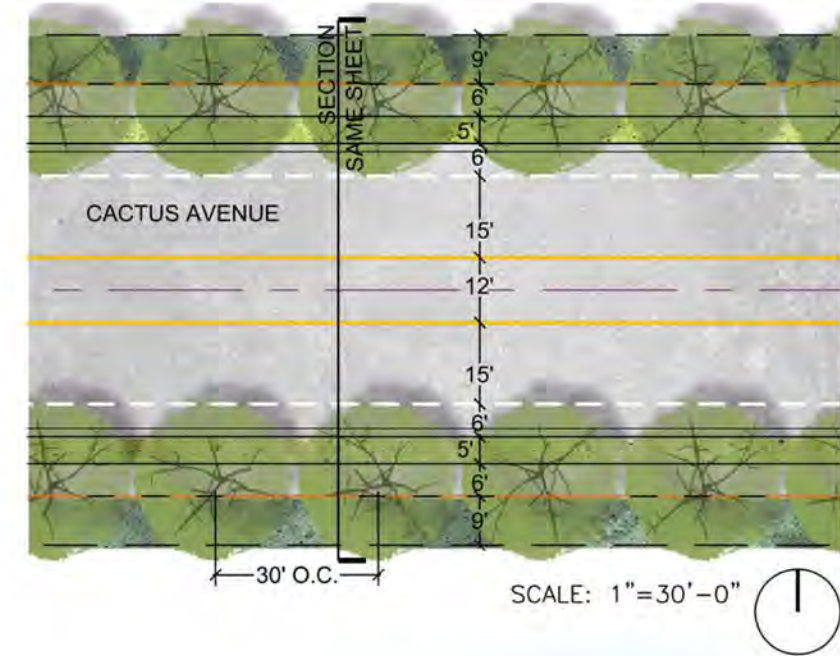 SECTION
SAME SHEET
9'
6'
5'
6'
CACTUS AVENUE
15'
12'
15'
6'
5'
6'
9'
30' O.C.
SCALE: 1"=30'-0"